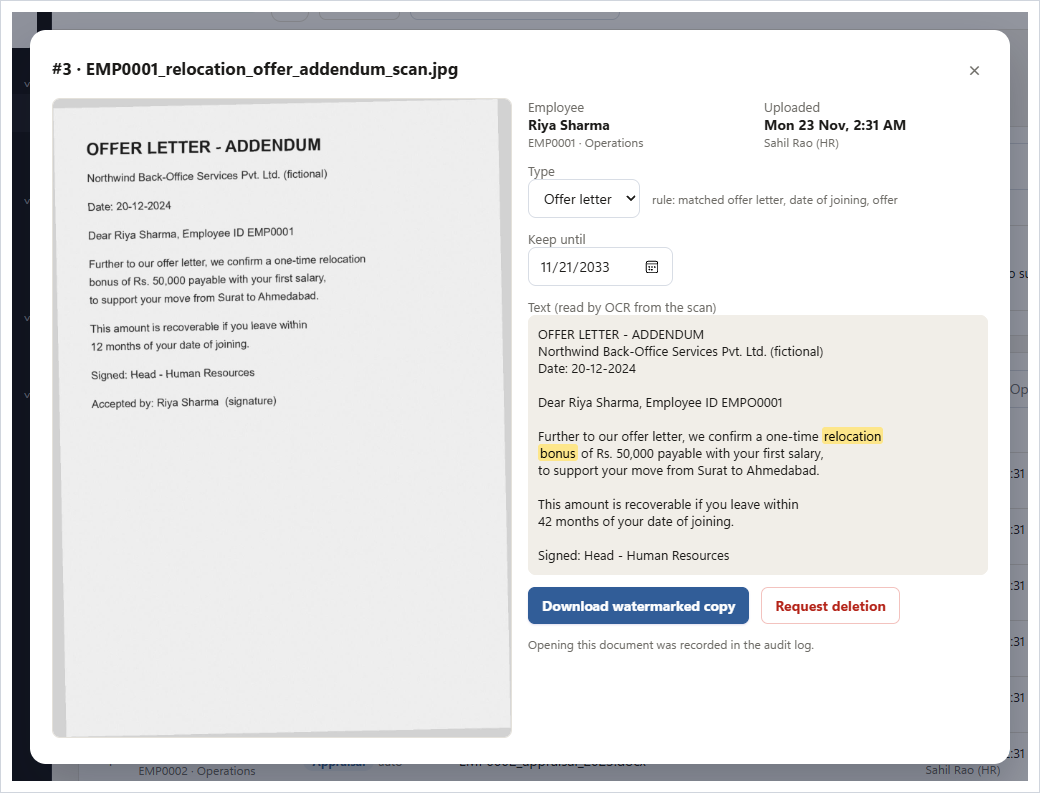 #3 · EMP0001_relocation_offer_addendum_scan.jpg
×
OFFER LETTER - ADDENDUM
Northwind Back-Office Services Pvt. Ltd. (fictional)
Date: 20-12-2024
Dear Riya Sharma, Employee ID EMP0001
Further to our offer letter, we confirm a one-time relocation
bonus of Rs. 50,000 payable with your first salary,
to support your move from Surat to Ahmedabad.
This amount is recoverable if you leave within
12 months of your date of joining.
Signed: Head - Human Resources
Accepted by: Riya Sharma (signature)
Employee
Riya Sharma
EMP0001 · Operations
Uploaded
Mon 23 Nov, 2:31 AM
Sahil Rao (HR)
Type
Offer letter
rule: matched offer letter, date of joining, offer
Keep until
11/21/2033
Text (read by OCR from the scan)
OFFER LETTER - ADDENDUM
Northwind Back-Office Services Pvt. Ltd. (fictional)
Date: 20-12-2024
Dear Riya Sharma, Employee ID EMPO0001
Further to our offer letter, we confirm a one-time relocation
bonus of Rs. 50,000 payable with your first salary,
to support your move from Surat to Ahmedabad.
This amount is recoverable if you leave within
42 months of your date of joining.
Signed: Head - Human Resources
Download watermarked copy
Request deletion
Opening this document was recorded in the audit log.
:31
:31
:31
:31
:31
:31
EMP0002 · Operations
Sahil Rao (HR)